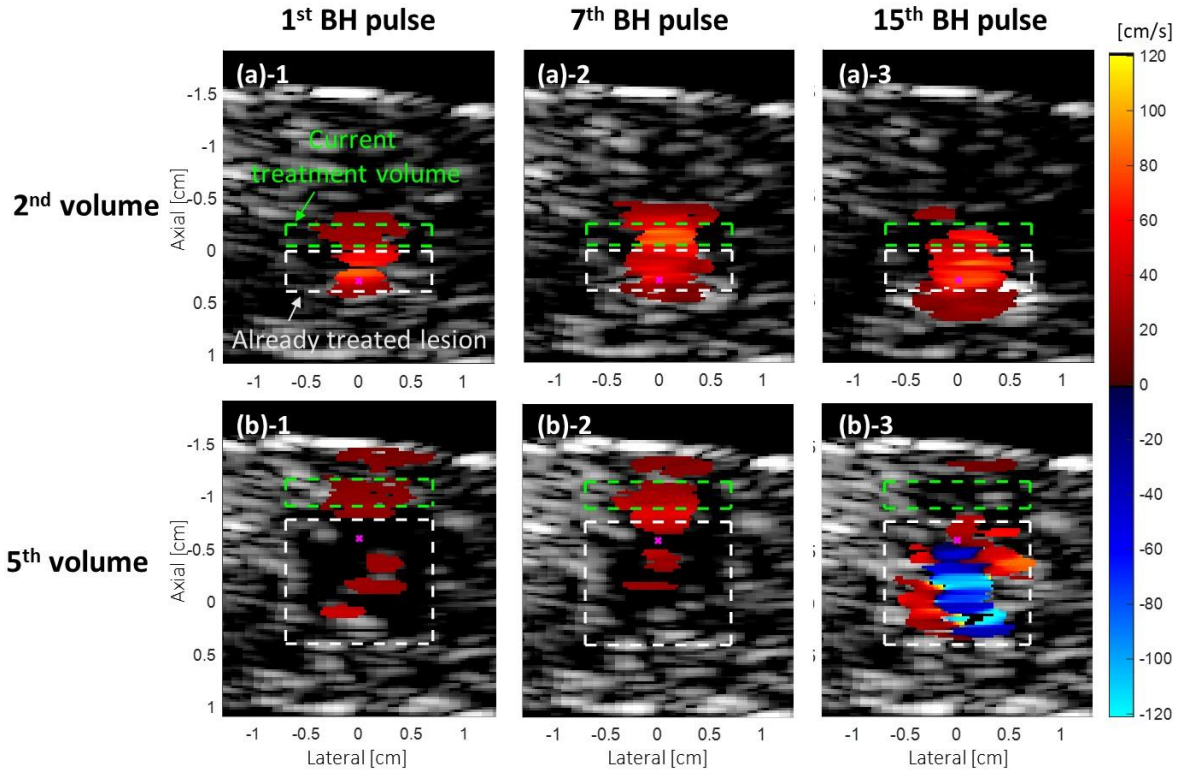 1st BH pulse 7th BH pulse 15th BH pulse
[cm/s]
2nd volume
Axial [cm]
-1.5
-1
-0.5
0
0.5
1
(a)-1
Current
treatment volume
Already treated lesion
-1 -0.5 0 0.5 1
(a)-2
-1 -0.5 0 0.5 1
(a)-3
-1 -0.5 0 0.5 1
120
100
80
60
40
20
0
-20
-40
-60
-80
-100
-120
5th volume
Axial [cm]
-1.5
-1
-0.5
0
0.5
1
(b)-1
-1 -0.5 0 0.5 1
Lateral [cm]
(b)-2
-1 -0.5 0 0.5 1
Lateral [cm]
(b)-3
-1 -0.5 0 0.5 1
Lateral [cm]